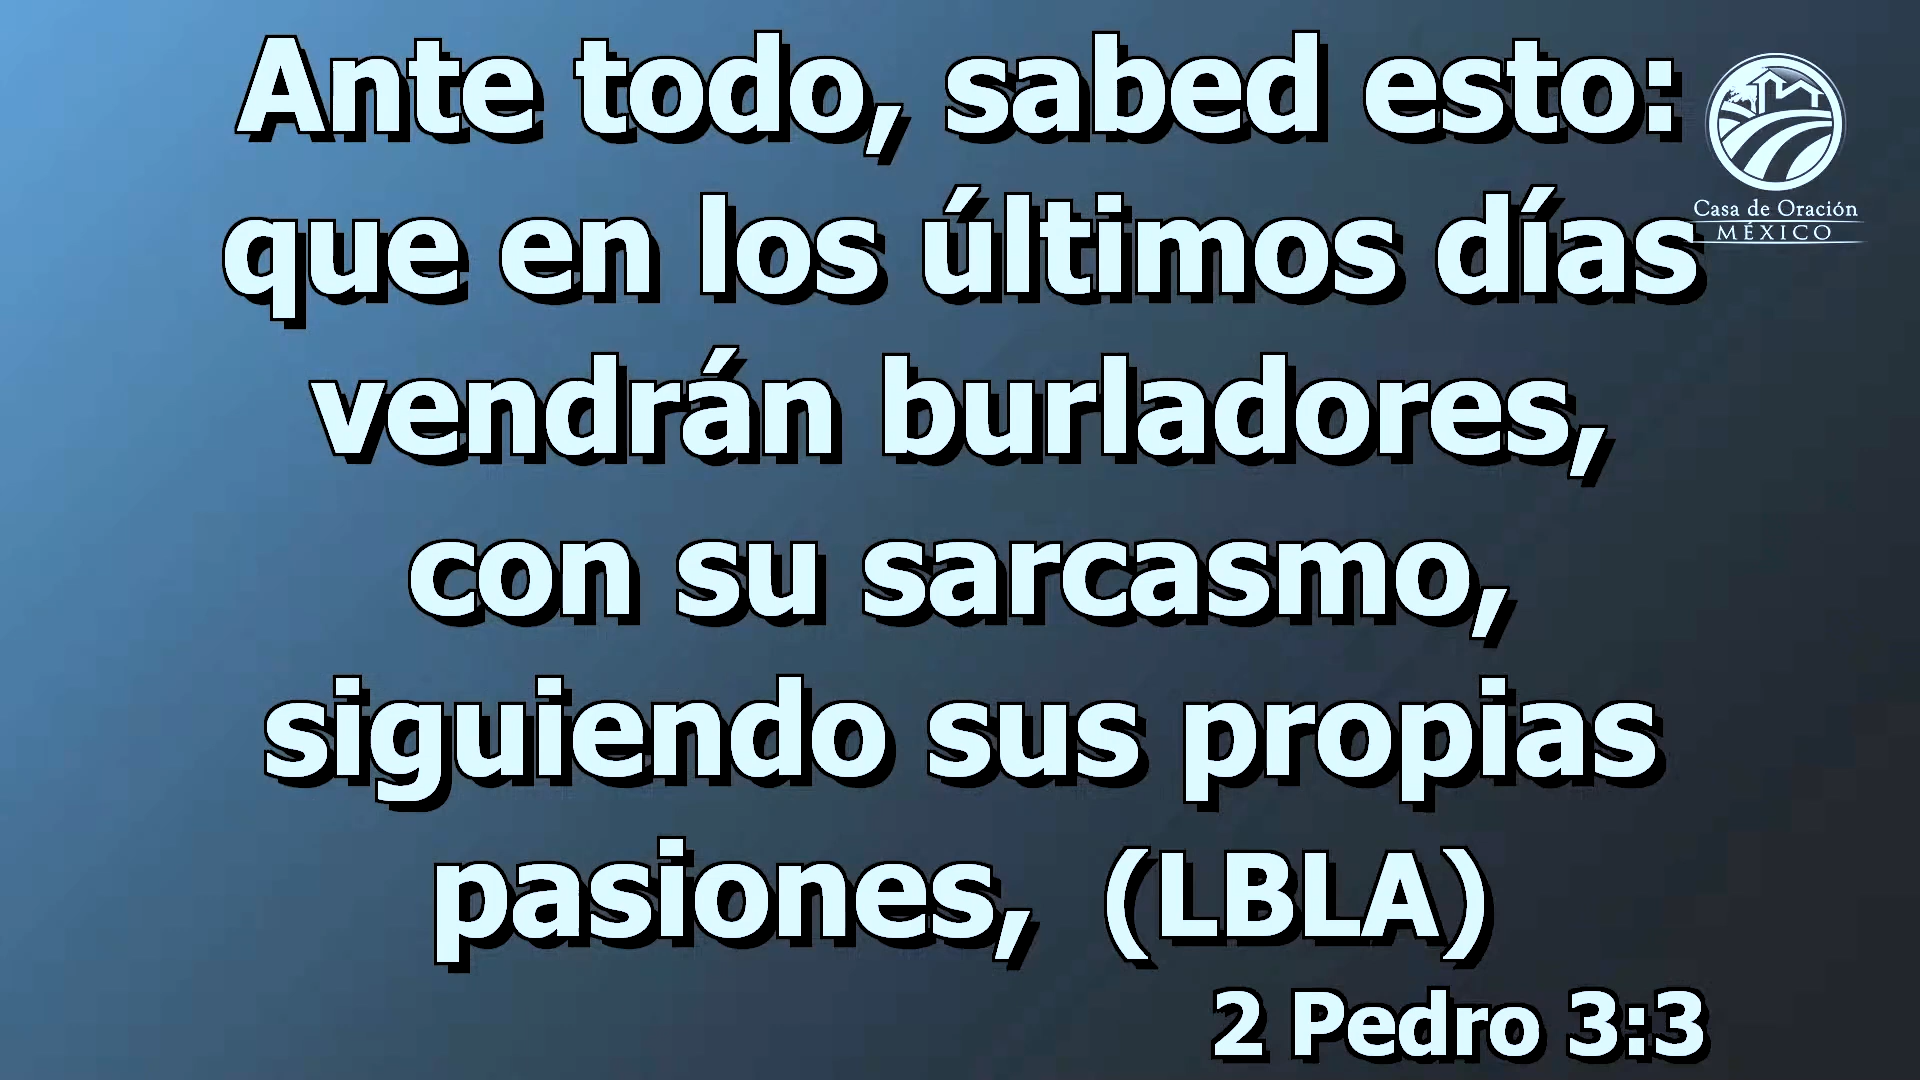 Ante todo, sabed esto:
que en los últimos días
vendrán burladores,
con su sarcasmo,
siguiendo sus propias
pasiones,  (LBLA)
2 Pedro 3:3
Casa de Oración
MÉXICO